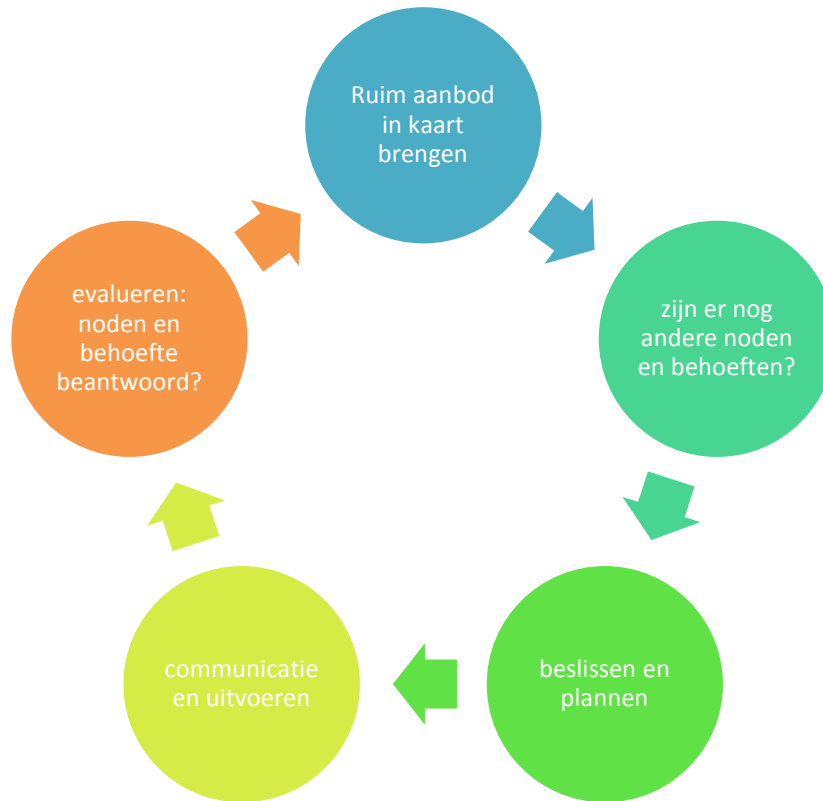 Ruim aanbod
in kaart
brengen
zijn er nog
andere noden
en behoeften?
beslissen en
plannen
communicatie
en uitvoeren
evalueren:
noden en
behoefte
beantwoord?